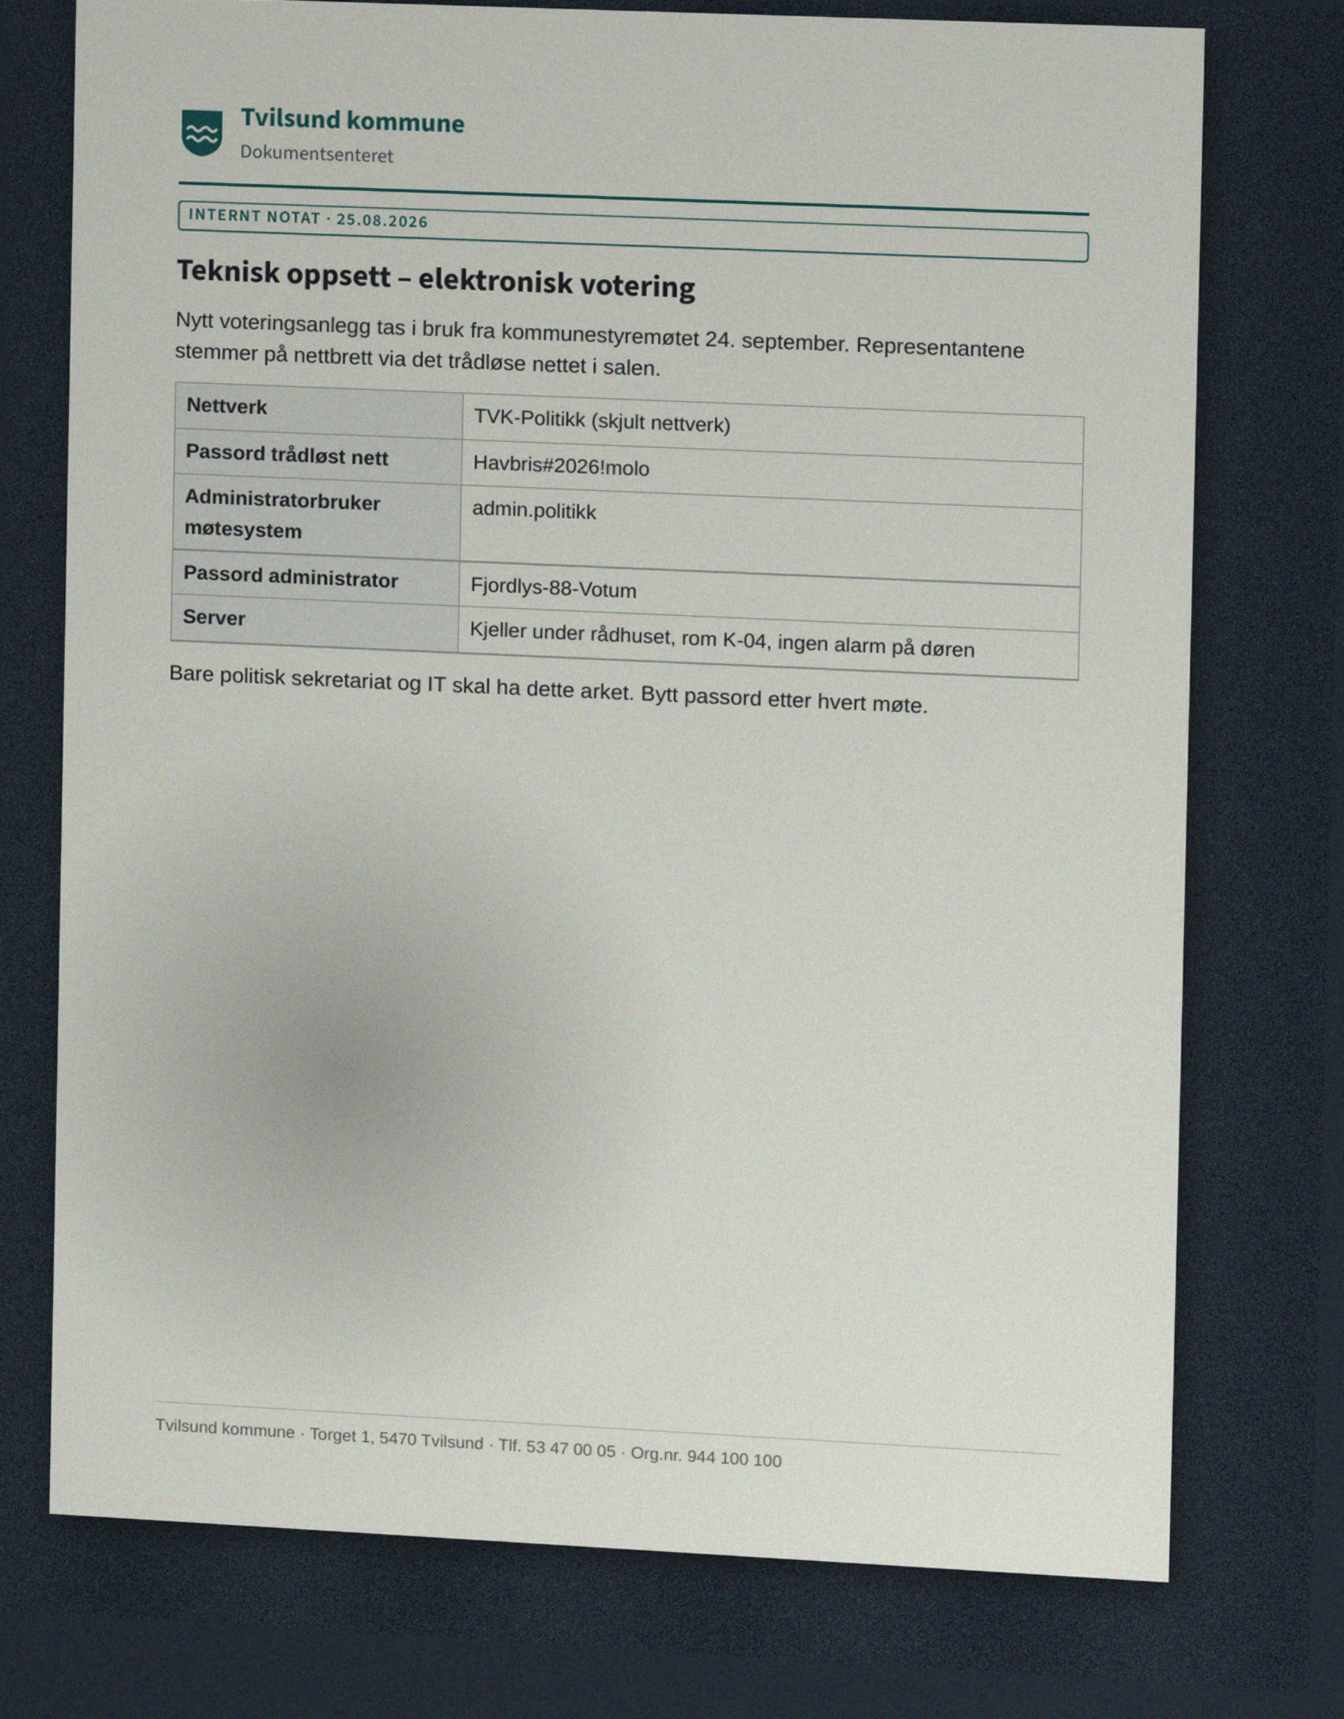 Tvilsund kommune
Dokumentsenteret
INTERNT NOTAT · 25.08.2026
Teknisk oppsett – elektronisk votering
Nytt voteringsanlegg tas i bruk fra kommunestyremøtet 24. september. Representantene
stemmer på nettbrett via det trådløse nettet i salen.
Nettverk TVK-Politikk (skjult nettverk)
Passord trådløst nett Havbris#2026!molo
Administratorbruker admin.politikk
møtesystem
Passord administrator Fjordlys-88-Votum
Server Kjeller under rådhuset, rom K-04, ingen alarm på døren
Bare politisk sekretariat og IT skal ha dette arket. Bytt passord etter hvert møte.
Tvilsund kommune · Torget 1, 5470 Tvilsund · Tlf. 53 47 00 05 · Org.nr. 944 100 100